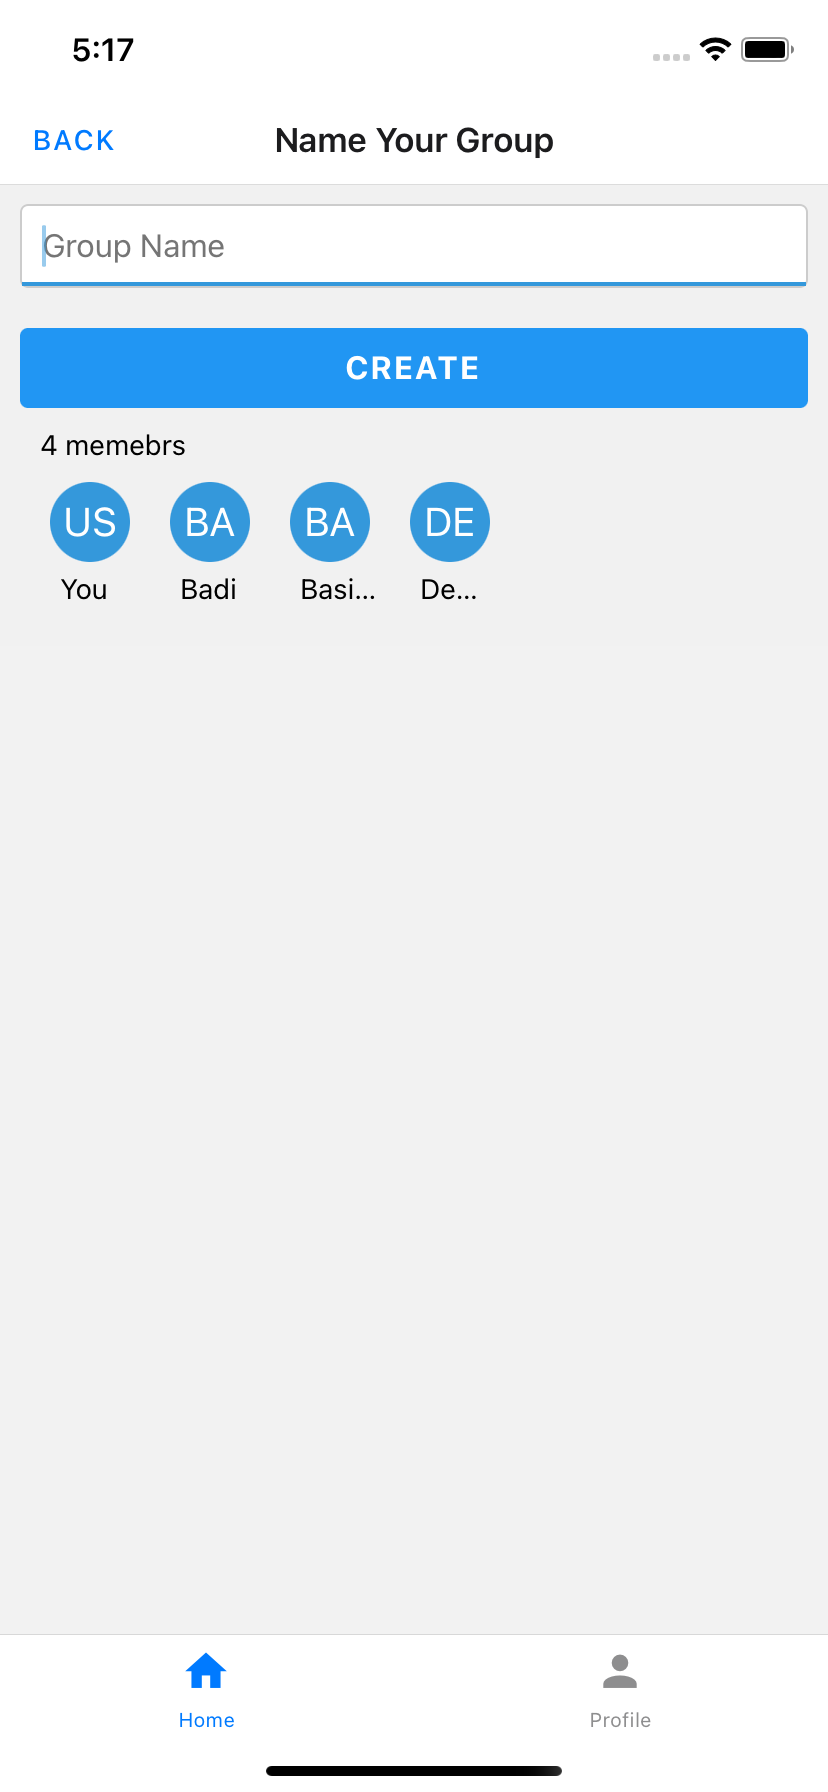 5:17
BACK
Name Your Group
Group Name
CREATE
4 memebrs
US BA BA DE
You Badi Basi... De...
Home Profile